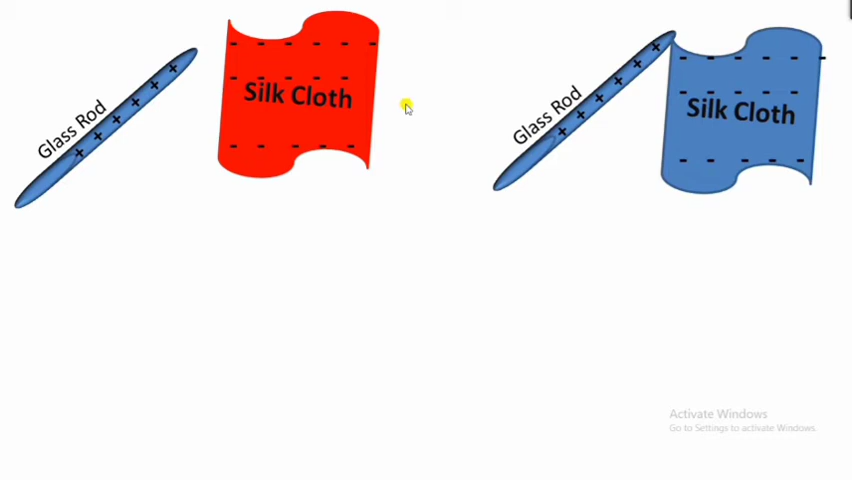 Glass Rod
+ + + + + +
- - - - - -
- - - - -
Silk Cloth
- - - - -
Glass Rod
+ + + + + +
- - - - - -
- - - - -
Silk Cloth
- - - - -
Activate Windows
Go to Settings to activate Windows.